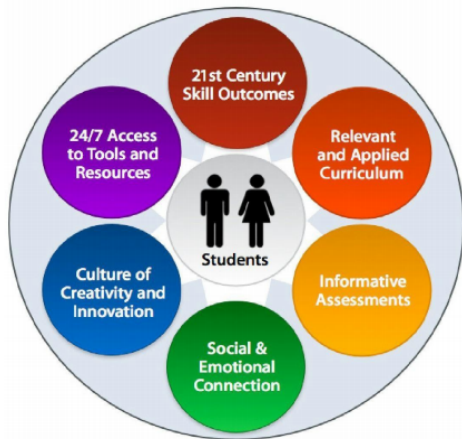 21st Century
Skill Outcomes
24/7 Access
to Tools and
Resources
Relevant
and Applied
Curriculum
Students
Culture of
Creativity and
Innovation
Informative
Assessments
Social &
Emotional
Connection